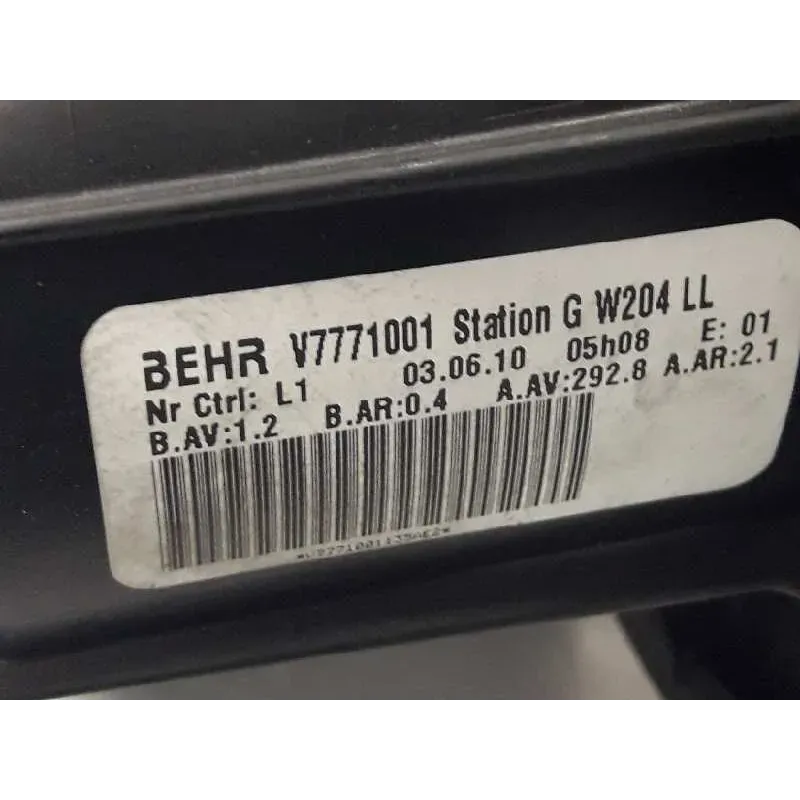 BEHR V7771001 Station G W204 LL
Nr Ctrl: L1 03.06.10 05h08 E: 01
B.AV:1.2 B.AR:0.4 A.AV:292.8 A.AR:2.1